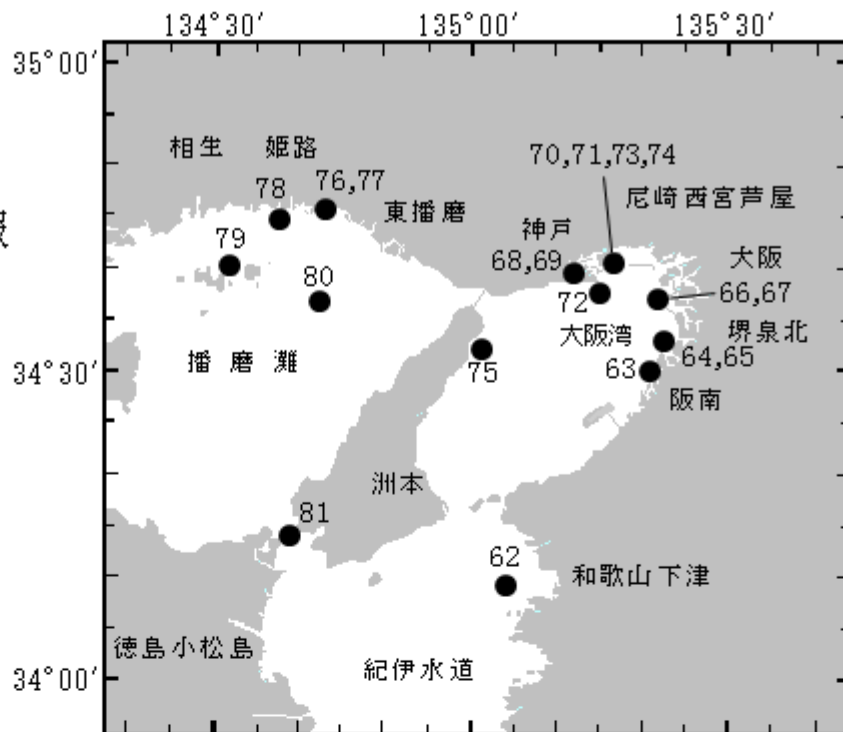 134°30′
135°00′
135°30′
35°00′
相生
姫路
70,71,73,74
78
76,77
尼崎西宮芦屋
東播磨
神戸
79
68,69
大阪
80
72
66,67
大阪湾
堺泉北
播磨灘
75
63
64,65
34°30′
阪南
洲本
81
62
和歌山下津
徳島小松島
紀伊水道
34°00′